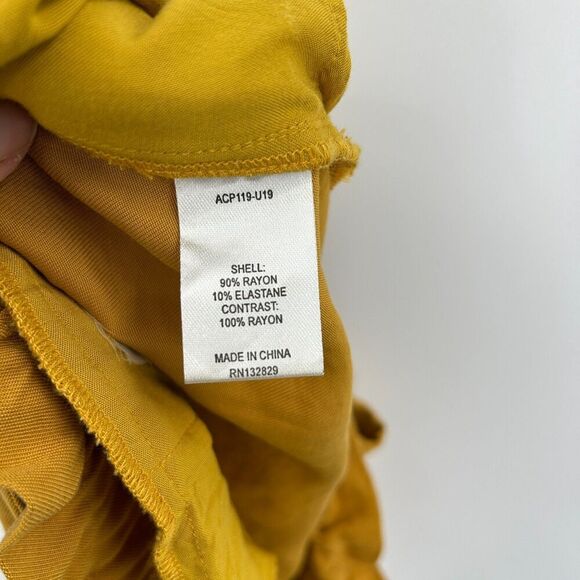 ACP119-U19
SHELL:
90% RAYON
10% ELASTANE
CONTRAST:
100% RAYON
MADE IN CHINA
RN132829